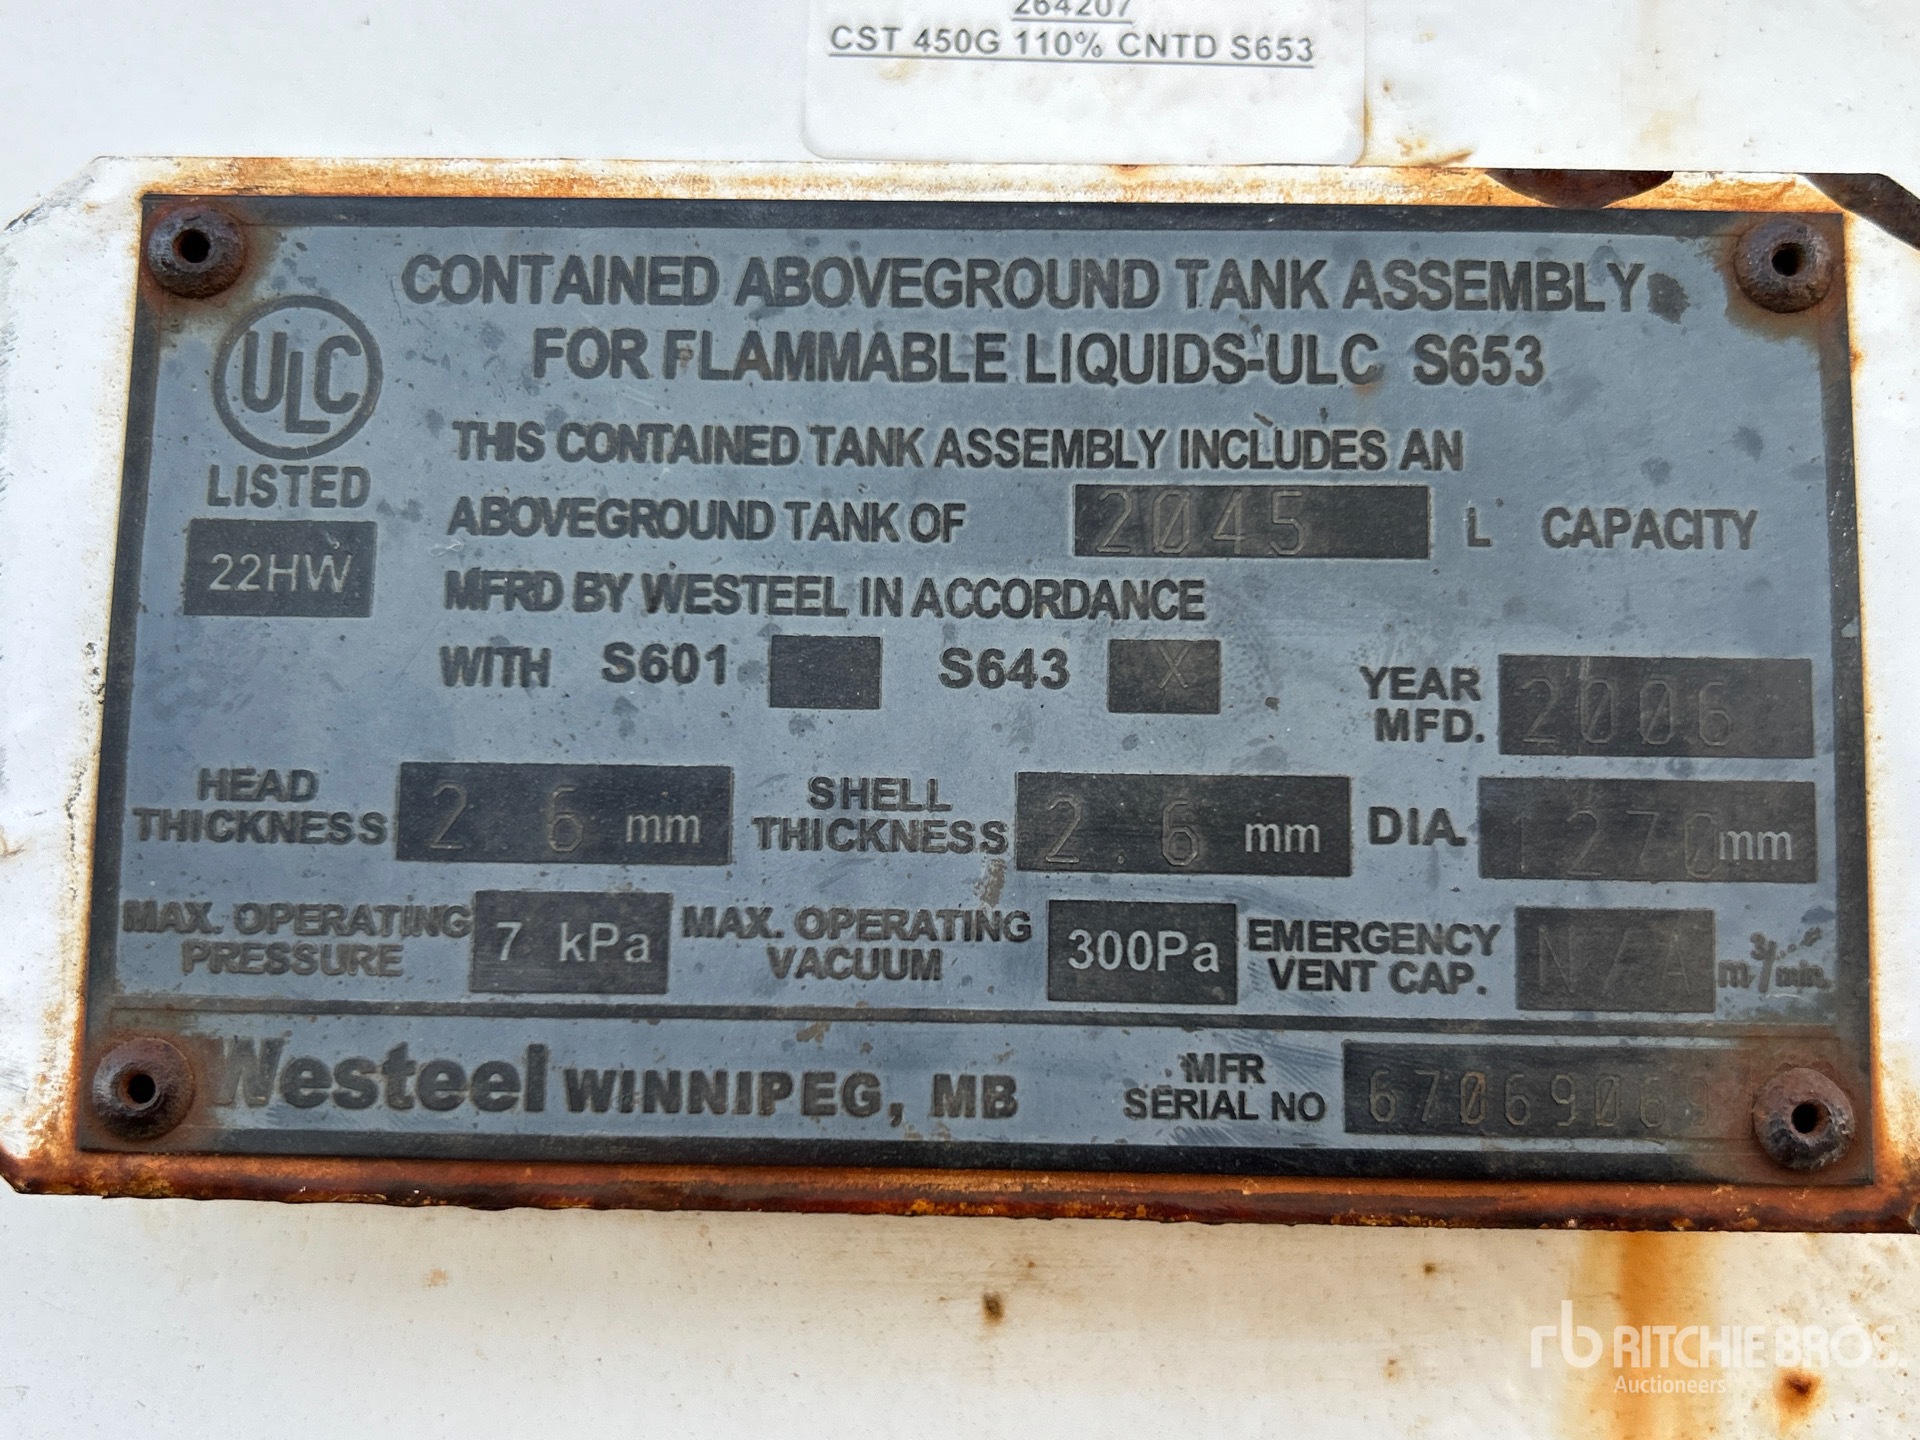 264207
CST 450G 110% CNTD S653
CONTAINED ABOVEGROUND TANK ASSEMBLY
FOR FLAMMABLE LIQUIDS-ULC S653
ULC
LISTED
22HW
THIS CONTAINED TANK ASSEMBLY INCLUDES AN
ABOVEGROUND TANK OF 2045 L CAPACITY
MFRD BY WESTEEL IN ACCORDANCE
WITH S601 S643 X
YEAR MFD. 2006
HEAD THICKNESS 2.6 mm
SHELL THICKNESS 2.6 mm
DIA. 1270 mm
MAX. OPERATING PRESSURE 7 kPa
MAX. OPERATING VACUUM 300Pa
EMERGENCY VENT CAP. N/A m³/min.
Westeel WINNIPEG, MB
MFR SERIAL NO
rb RITCHIE BROS.
Auctioneers